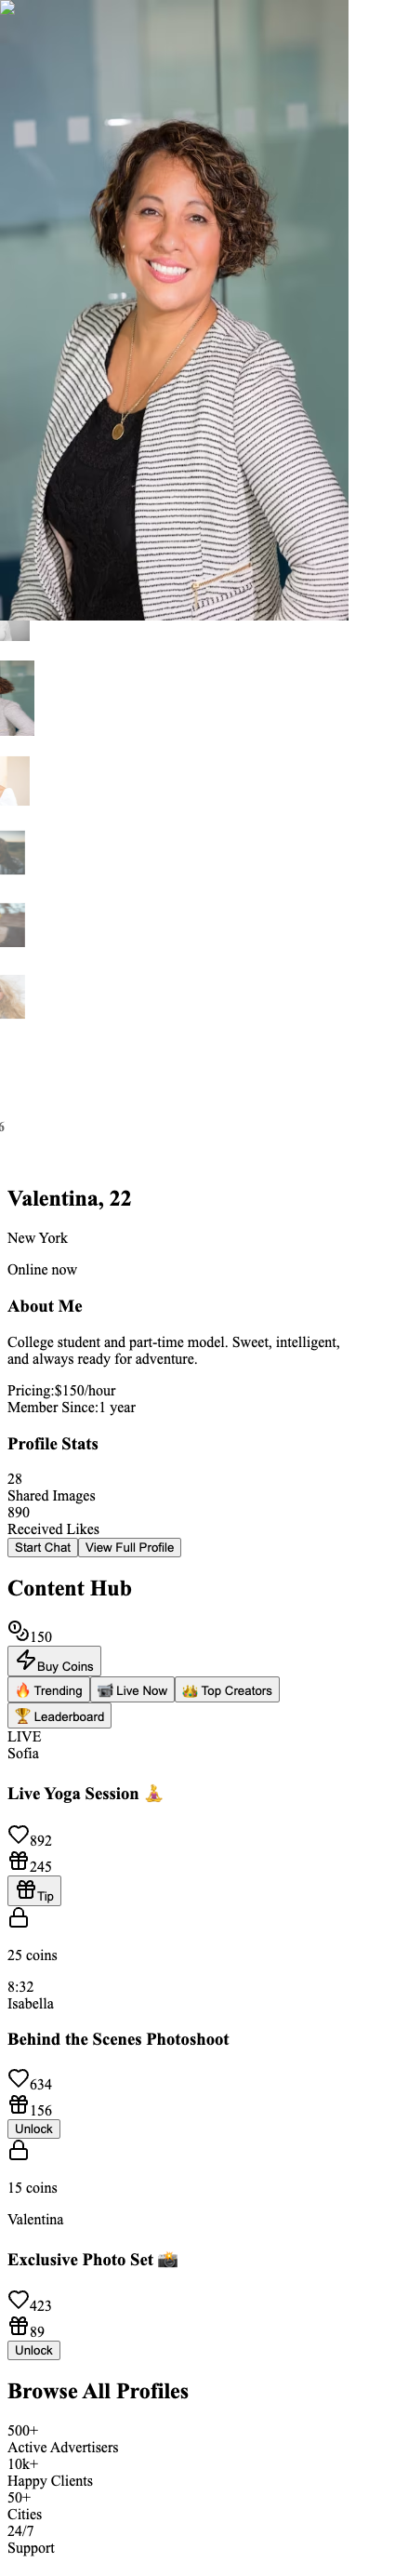 6
Valentina, 22
New York
Online now
About Me
College student and part-time model. Sweet, intelligent,
and always ready for adventure.
Pricing:$150/hour
Member Since:1 year
Profile Stats
28
Shared Images
890
Received Likes
Start Chat View Full Profile
Content Hub
150
Buy Coins
🔥 Trending 📹 Live Now 👑 Top Creators
🏆 Leaderboard
LIVE
Sofia
Live Yoga Session 🧘‍♀️
892
245
Tip
25 coins
8:32
Isabella
Behind the Scenes Photoshoot
634
156
Unlock
15 coins
Valentina
Exclusive Photo Set 📸
423
89
Unlock
Browse All Profiles
500+
Active Advertisers
10k+
Happy Clients
50+
Cities
24/7
Support